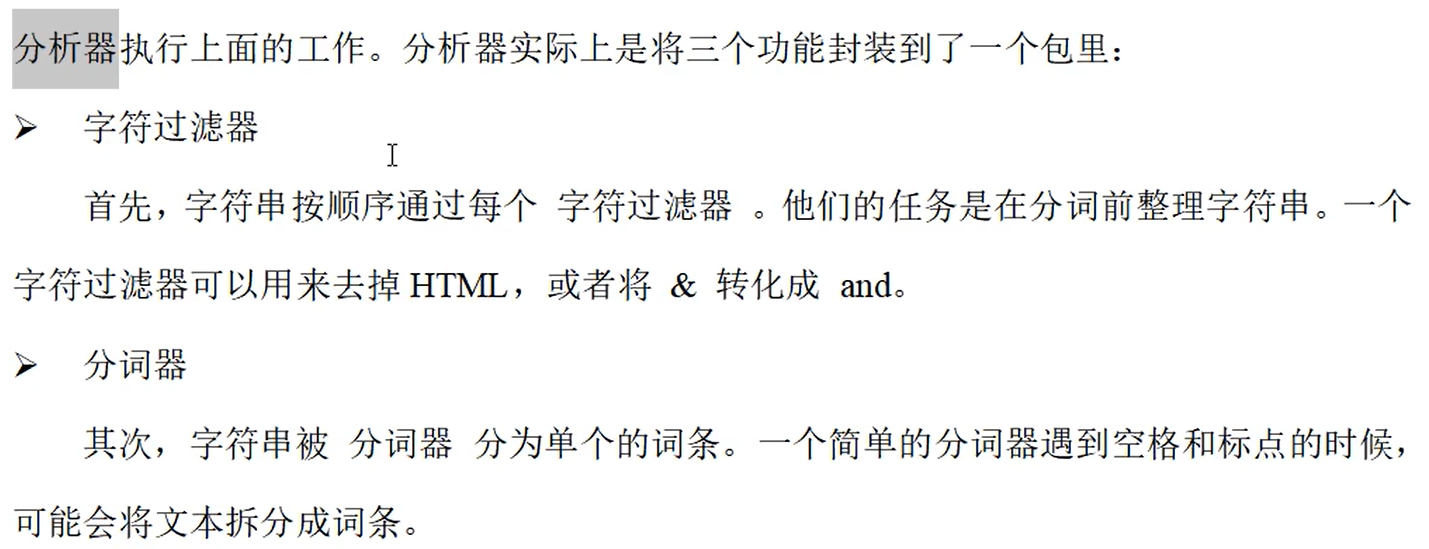 分析器执行上面的工作。分析器实际上是将三个功能封装到了一个包里：
➢ 字符过滤器
首先，字符串按顺序通过每个 字符过滤器 。他们的任务是在分词前整理字符串。一个
字符过滤器可以用来去掉HTML，或者将 & 转化成 and。
➢ 分词器
其次，字符串被 分词器 分为单个的词条。一个简单的分词器遇到空格和标点的时候，
可能会将文本拆分成词条。